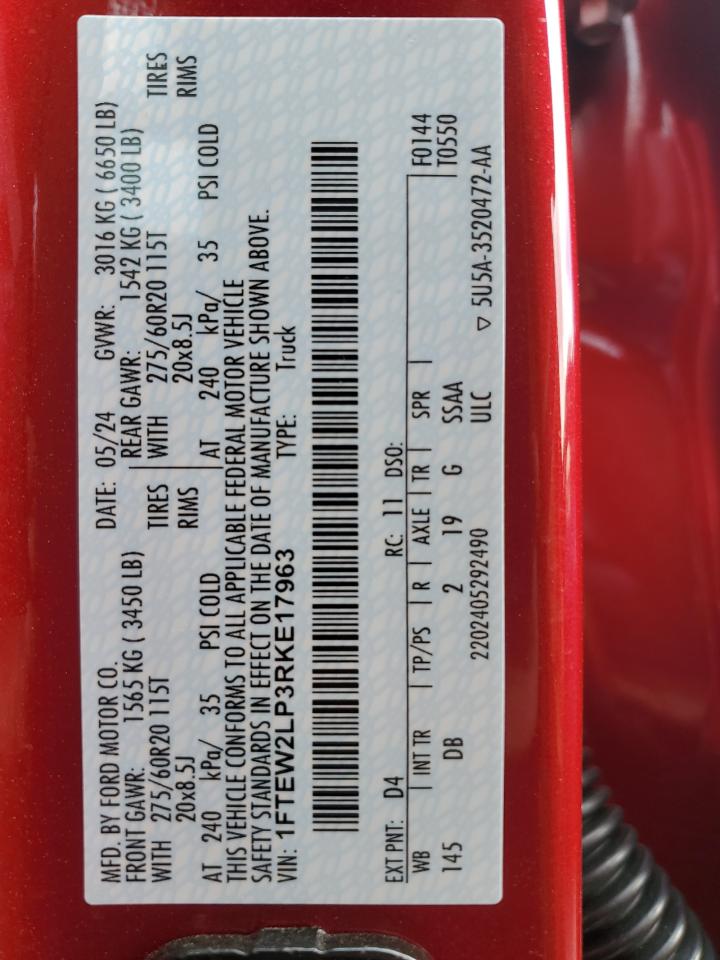 MFD. BY FORD MOTOR CO. DATE: 05/24 GVWR: 3016 KG ( 6650 LB)
FRONT GAWR: 1565 KG ( 3450 LB) REAR GAWR: 1542 KG ( 3400 LB)
WITH 275/60R20 115T TIRES WITH 275/60R20 115T TIRES
20x8.5J RIMS 20x8.5J RIMS
AT 240 kPa/ 35 PSI COLD AT 240 kPa/ 35 PSI COLD
THIS VEHICLE CONFORMS TO ALL APPLICABLE FEDERAL MOTOR VEHICLE
SAFETY STANDARDS IN EFFECT ON THE DATE OF MANUFACTURE SHOWN ABOVE.
VIN: 1FTEW2LP3RKE17963 TYPE: Truck
EXT PNT: D4 RC: 11 DSO:
WB INT TR TP/PS R AXLE TR SPR F0144
145 DB 2 19 G SSAA T0550
2202405292490 ULC ▽ 5U5A-3520472-AA